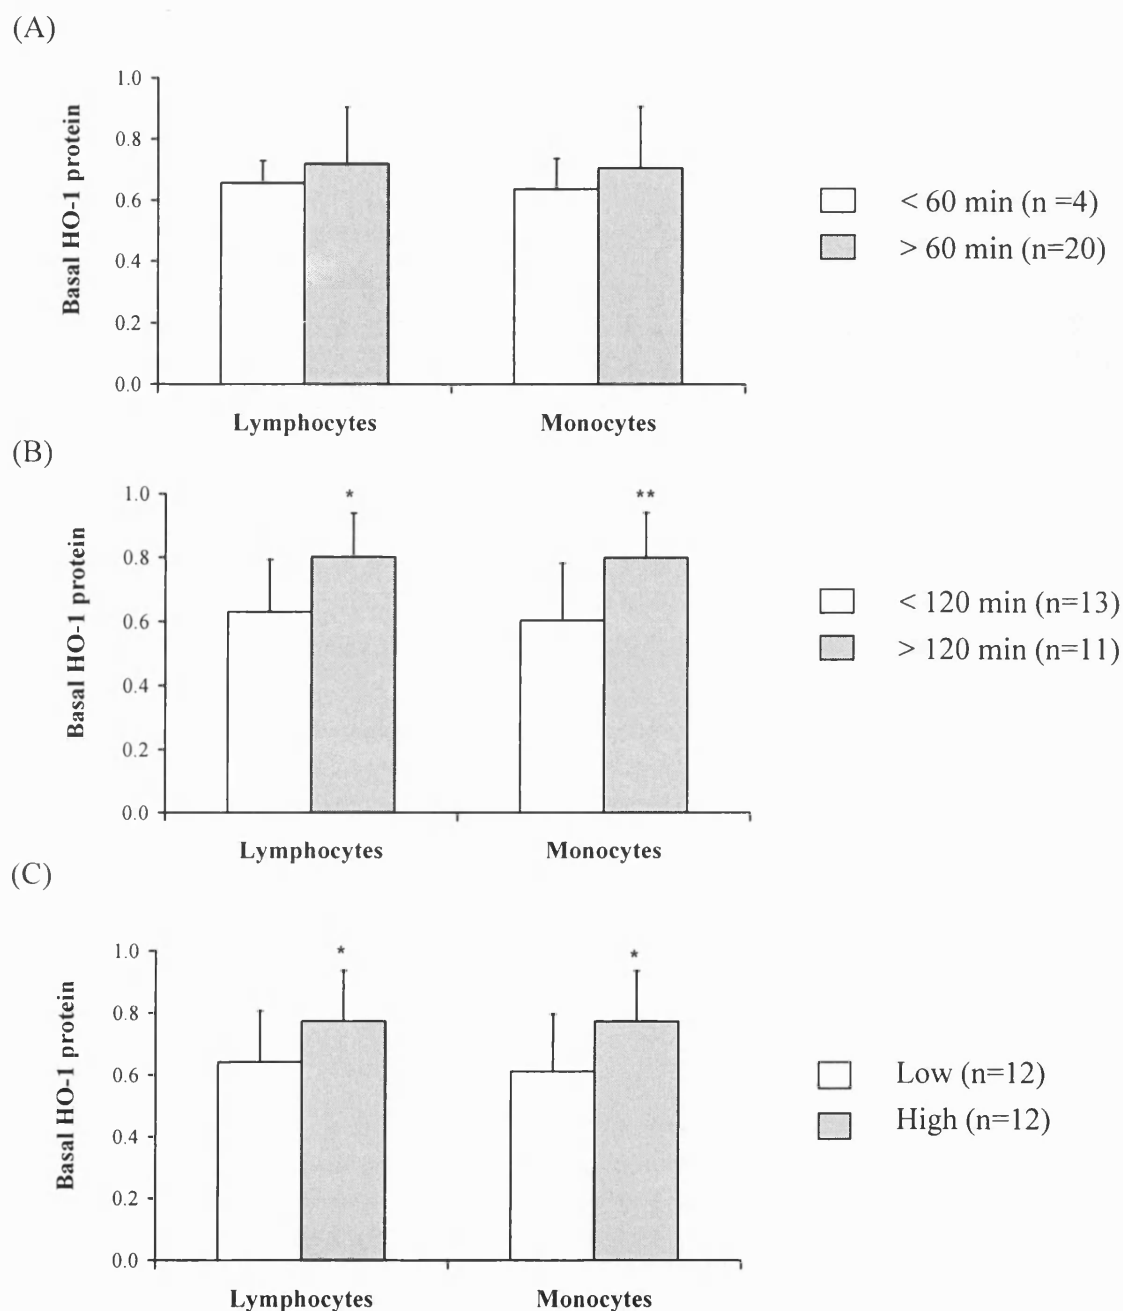 (A)
1.0
0.8
0.6
0.4
0.2
0.0
Basal HO-1 protein
Lymphocytes Monocytes
< 60 min (n =4)
> 60 min (n=20)
(B)
1.0
0.8
0.6
0.4
0.2
0.0
Basal HO-1 protein
* **
Lymphocytes Monocytes
< 120 min (n=13)
> 120 min (n=11)
(C)
1.0
0.8
0.6
0.4
0.2
0.0
Basal HO-1 protein
* *
Lymphocytes Monocytes
Low (n=12)
High (n=12)